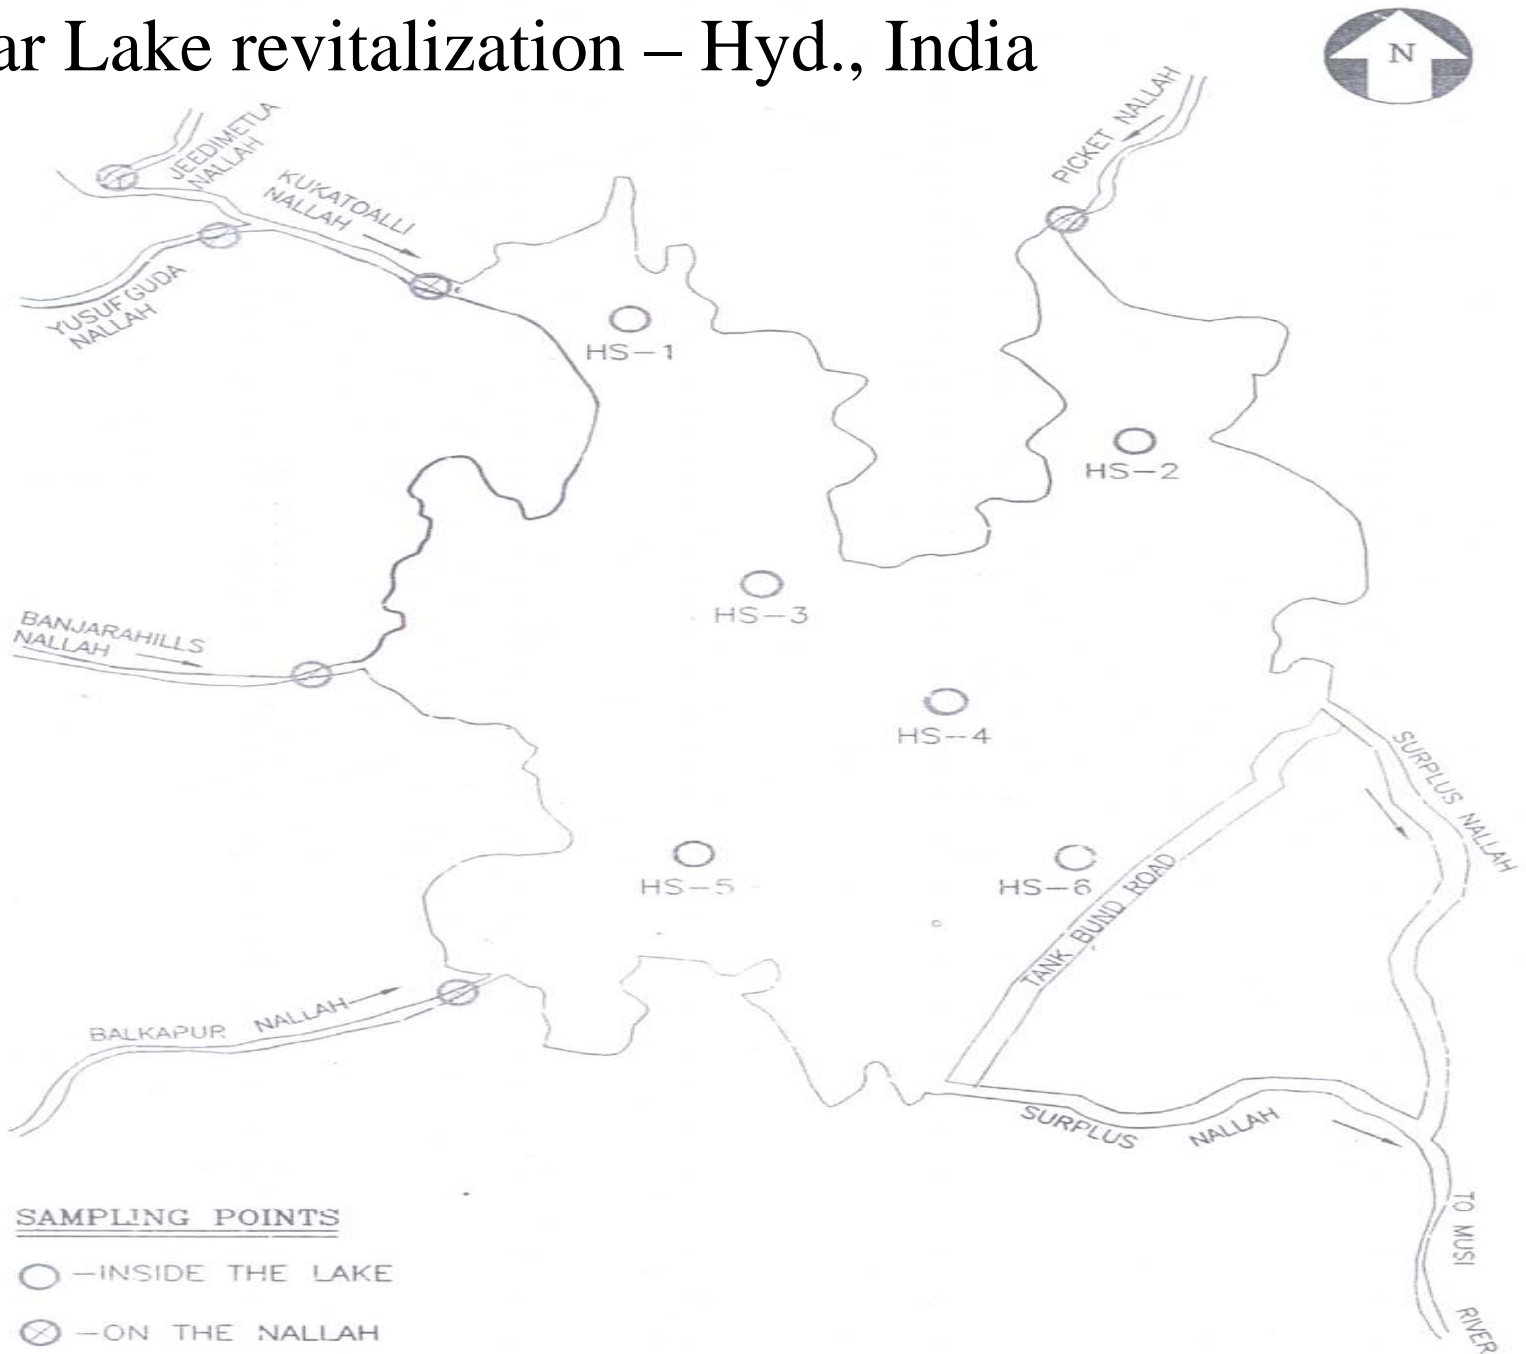 ar Lake revitalization – Hyd., India
N
JEEDIMETLA
NALLAH
KUKATOALLI
NALLAH
PICKET NALLAH
YUSUFGUDA
NALLAH
HS-1
HS-2
HS-3
BANJARAHILLS
NALLAH
HS-4
SURPLUS NALLAH
HS-5
HS-6
TANK BUND ROAD
BALKAPUR NALLAH
SURPLUS NALLAH
TO MUSI RIVER
SAMPLING POINTS
-INSIDE THE LAKE
-ON THE NALLAH